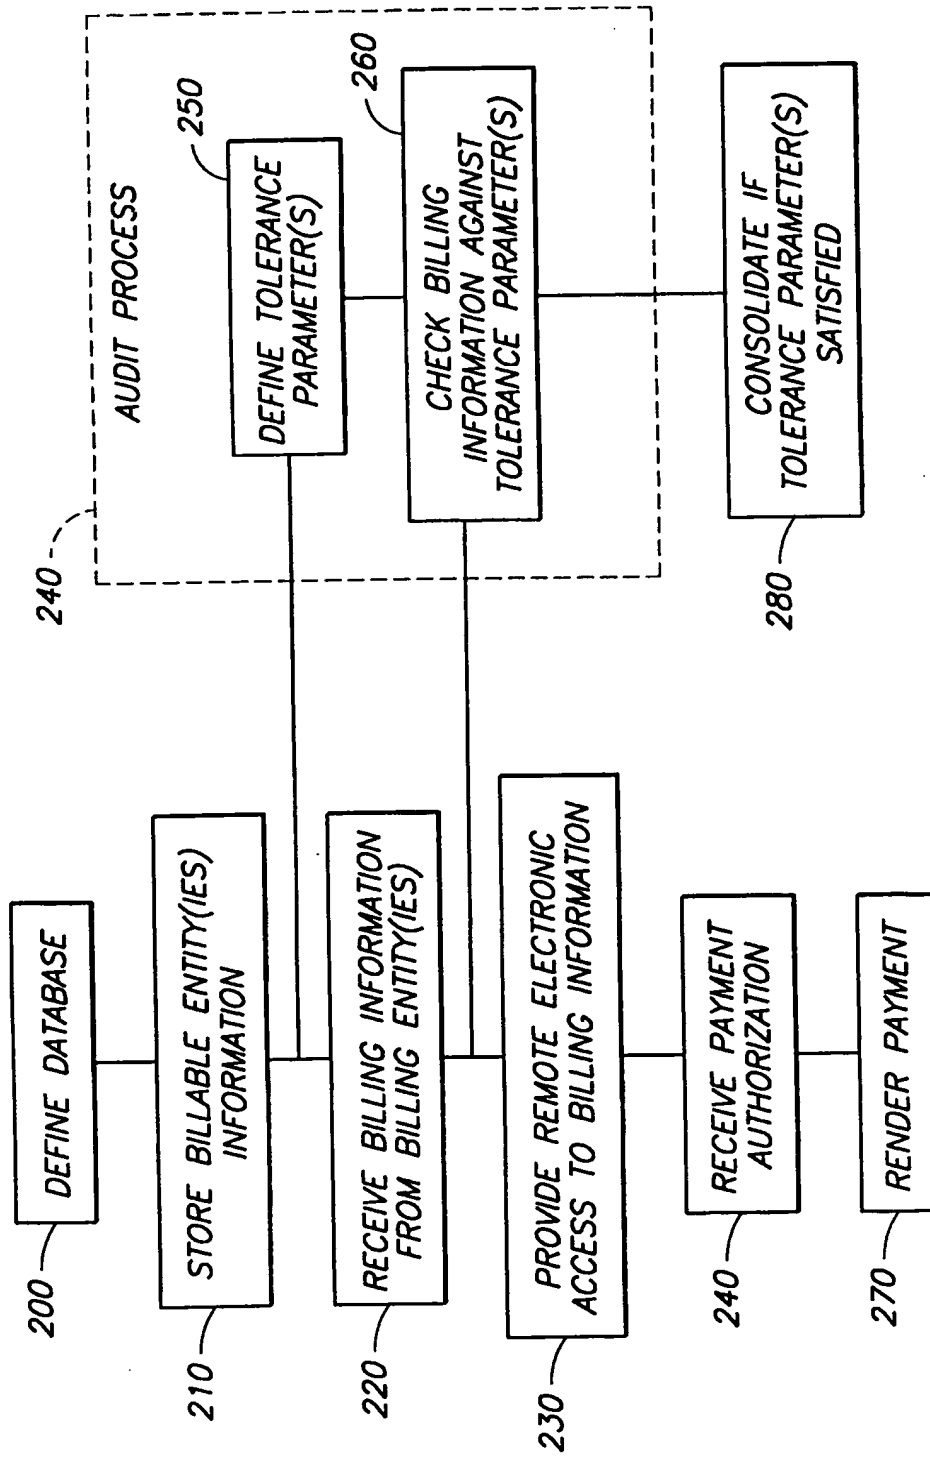 200
DEFINE DATABASE
210
STORE BILLABLE ENTITY(IES)
INFORMATION
220
RECEIVE BILLING INFORMATION
FROM BILLING ENTITY(IES)
230
PROVIDE REMOTE ELECTRONIC
ACCESS TO BILLING INFORMATION
240
RECEIVE PAYMENT
AUTHORIZATION
270
RENDER PAYMENT
240
AUDIT PROCESS
250
DEFINE TOLERANCE
PARAMETER(S)
260
CHECK BILLING
INFORMATION AGAINST
TOLERANCE PARAMETER(S)
280
CONSOLIDATE IF
TOLERANCE PARAMETER(S)
SATISFIED